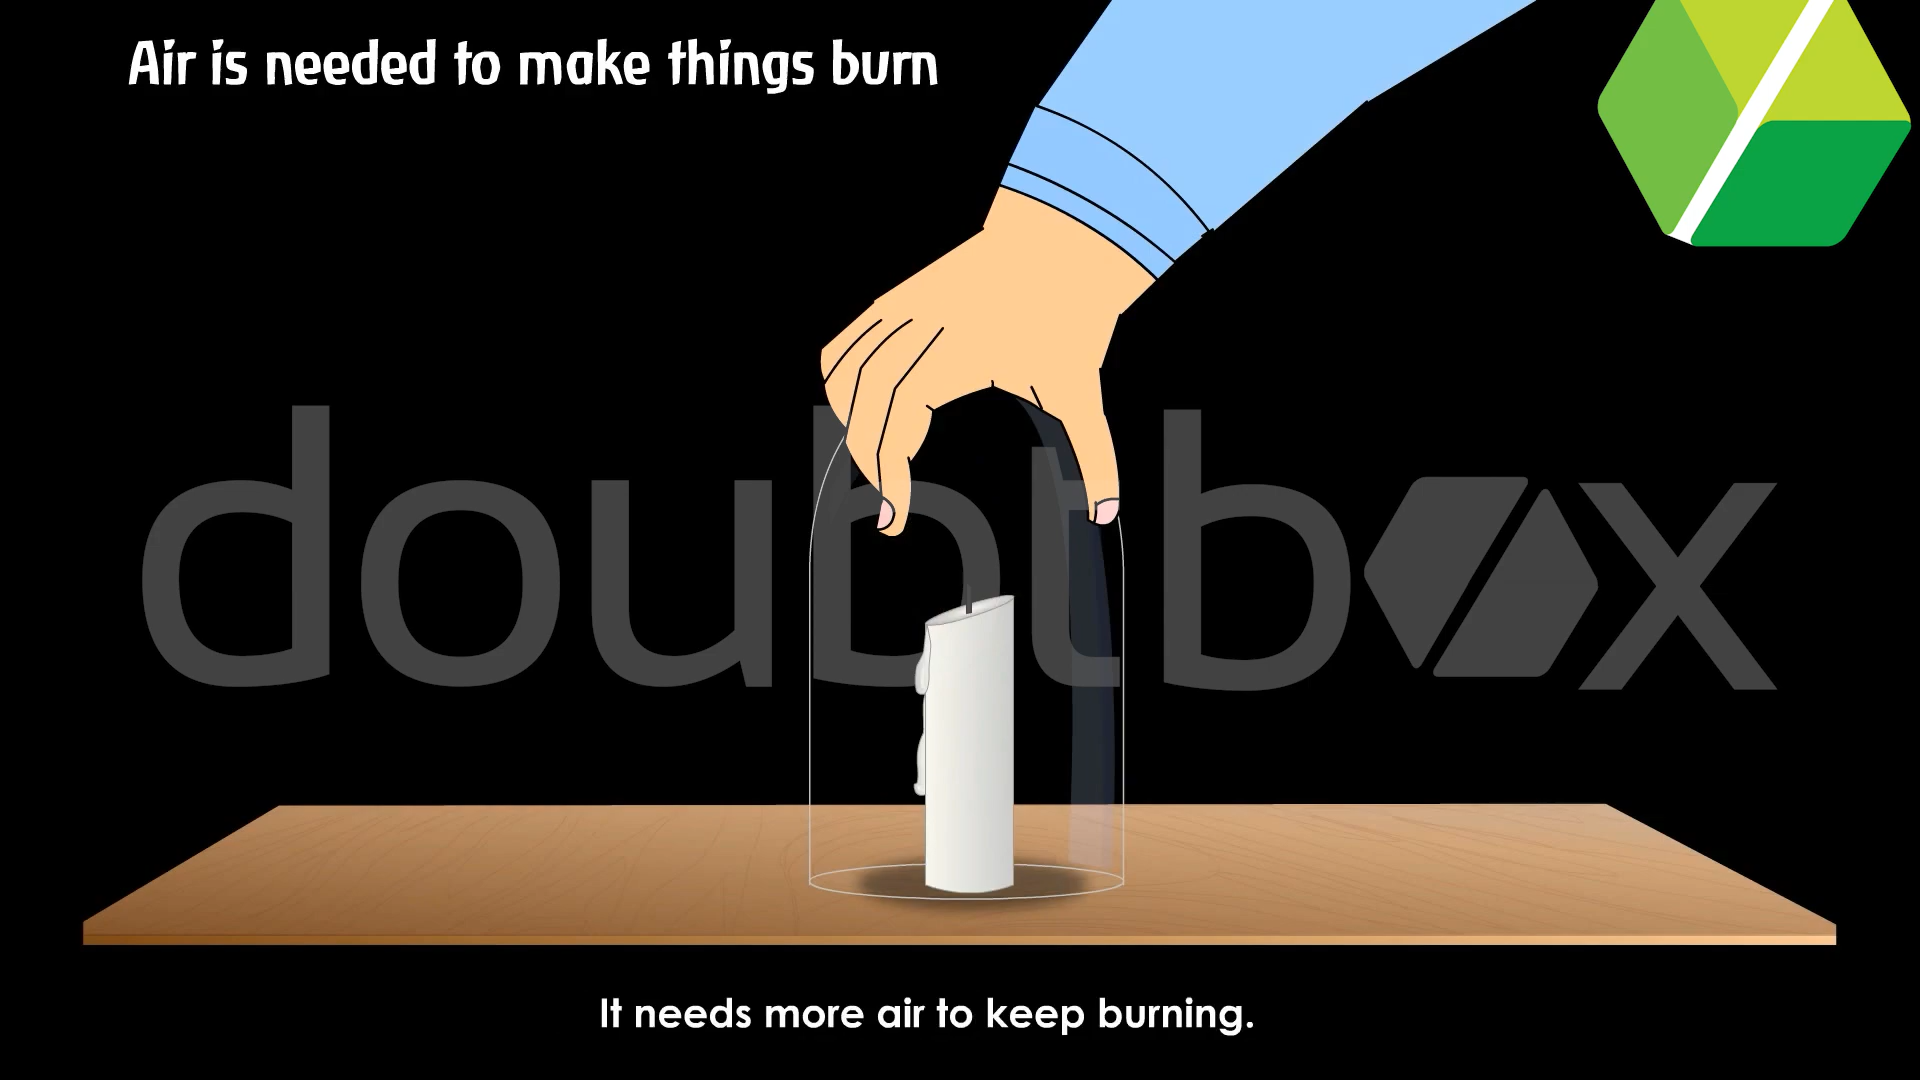 Air is needed to make things burn
doubtbox
It needs more air to keep burning.